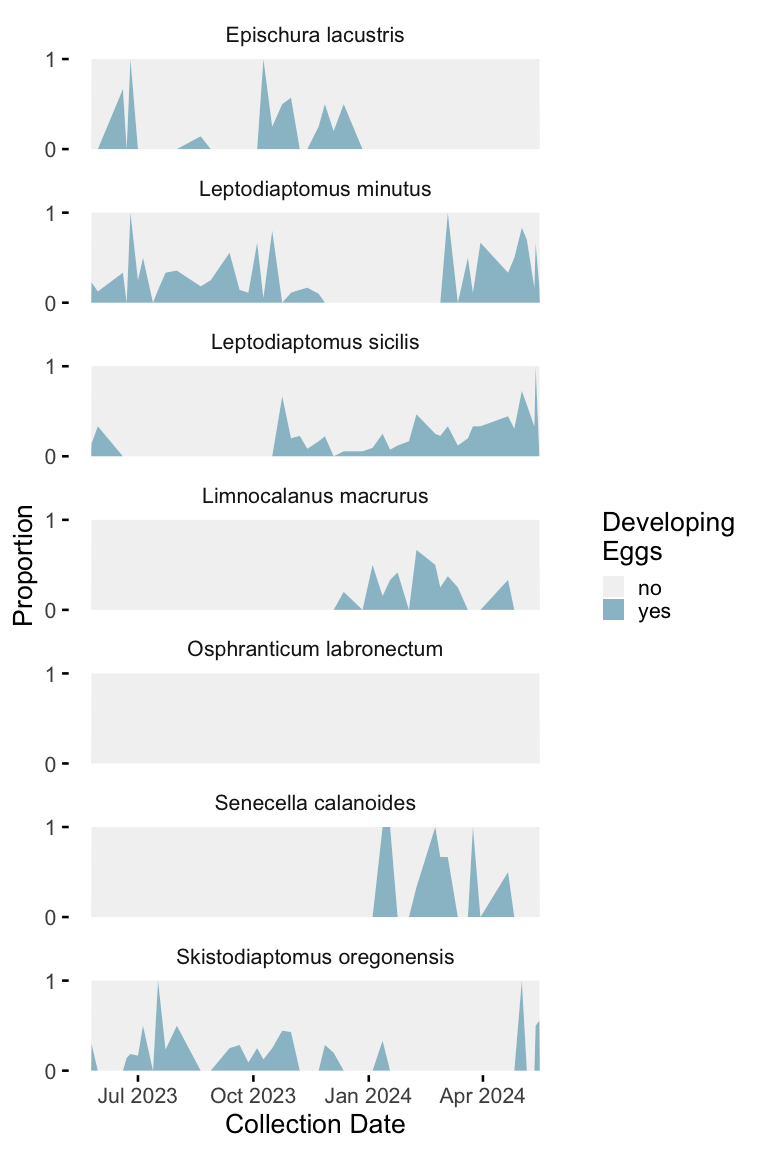 Epischura lacustris
1
0
Leptodiaptomus minutus
1
0
Leptodiaptomus sicilis
1
0
Limnocalanus macrurus
1
0
Osphranticum labronectum
1
0
Senecella calanoides
1
0
Skistodiaptomus oregonensis
1
0
Jul 2023 Oct 2023 Jan 2024 Apr 2024
Collection Date
Proportion
Developing
Eggs
no
yes